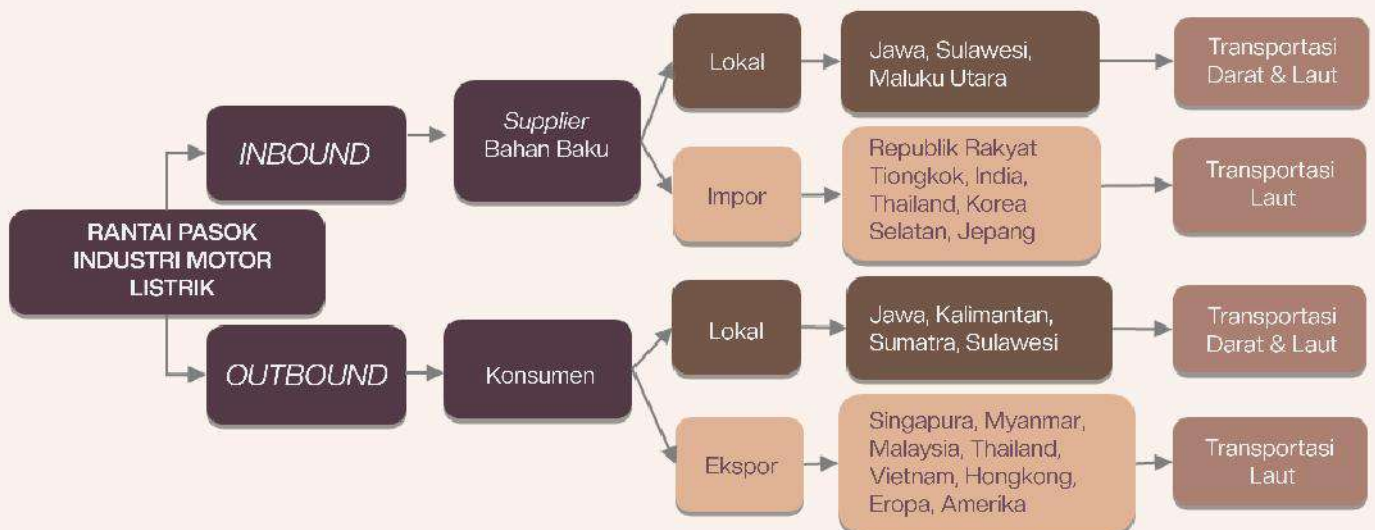 RANTAI PASOK
INDUSTRI MOTOR
LISTRIK
INBOUND
Supplier
Bahan Baku
Lokal
Jawa, Sulawesi,
Maluku Utara
Transportasi
Darat & Laut
Impor
Republik Rakyat
Tiongkok, India,
Thailand, Korea
Selatan, Jepang
Transportasi
Laut
OUTBOUND
Konsumen
Lokal
Jawa, Kalimantan,
Sumatra, Sulawesi
Transportasi
Darat & Laut
Ekspor
Singapura, Myanmar,
Malaysia, Thailand,
Vietnam, Hongkong,
Eropa, Amerika
Transportasi
Laut